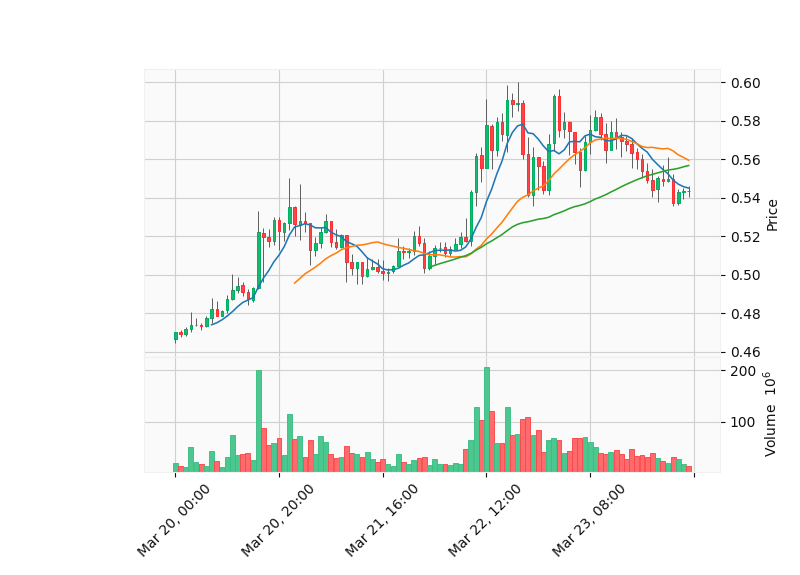 0.60
0.58
0.56
0.54
0.52
0.50
0.48
0.46
Price
200
100
Volume 10⁶
Mar 20, 00:00
Mar 20, 20:00
Mar 21, 16:00
Mar 22, 12:00
Mar 23, 08:00